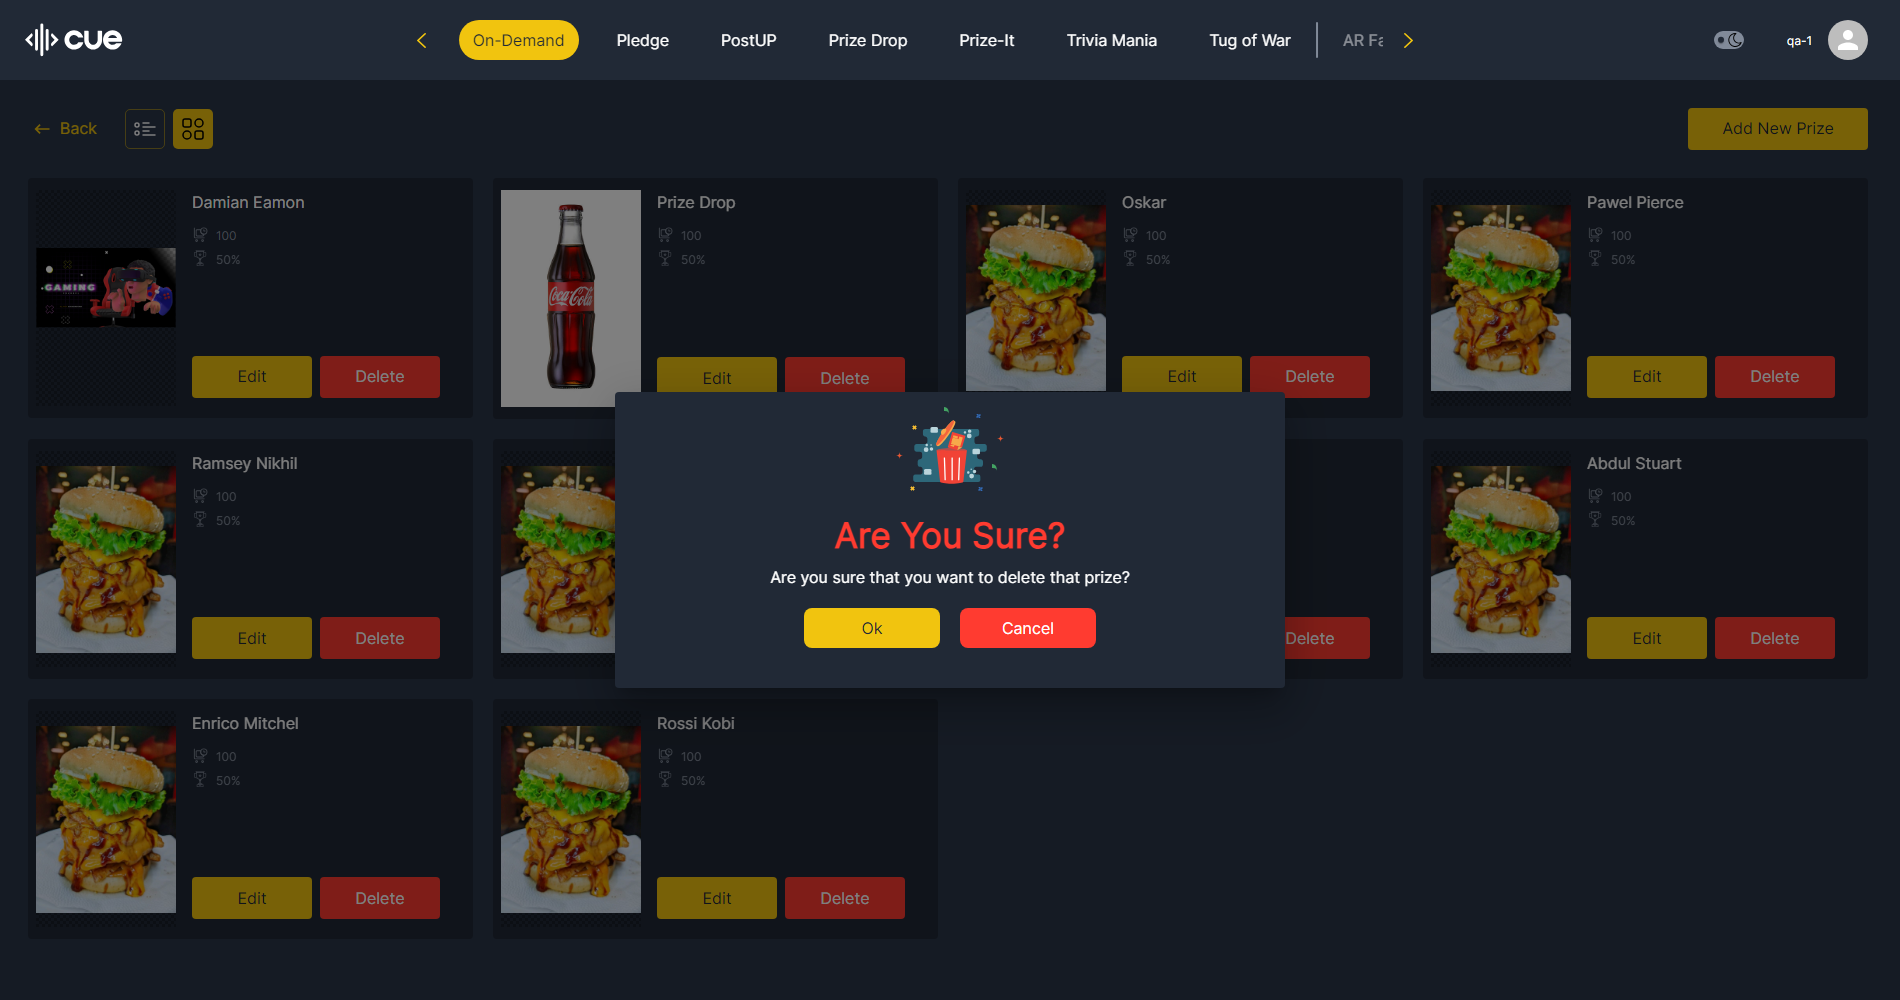 cue
On-Demand
Pledge
PostUP
Prize Drop
Prize-It
Trivia Mania
Tug of War
AR Fa
qa-1
Back
Add New Prize
Damian Eamon
100
50%
Edit
Delete
GAMING
Prize Drop
100
50%
Edit
Delete
Coca-Cola
Oskar
100
50%
Edit
Delete
Pawel Pierce
100
50%
Edit
Delete
Ramsey Nikhil
100
50%
Edit
Delete
Are You Sure?
Are you sure that you want to delete that prize?
Ok
Cancel
Delete
Abdul Stuart
100
50%
Edit
Delete
Enrico Mitchel
100
50%
Edit
Delete
Rossi Kobi
100
50%
Edit
Delete